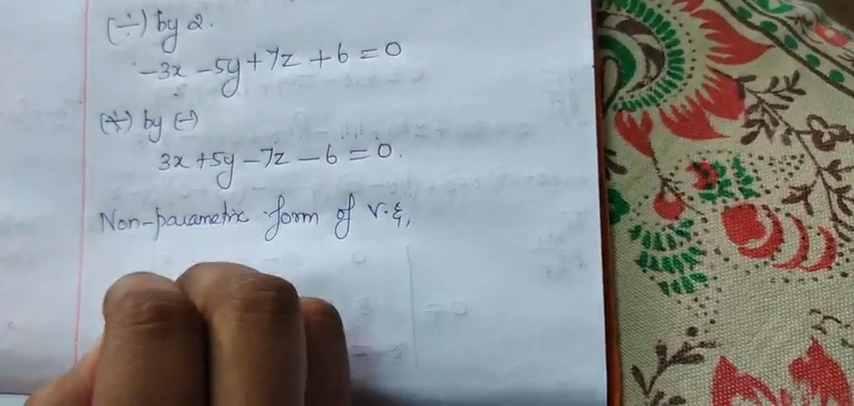 (÷) by 2.
-3x -5y+7z +6 = 0
(÷) by (-)
3x +5y -7z -6 = 0.
Non-parametric form of V.E,